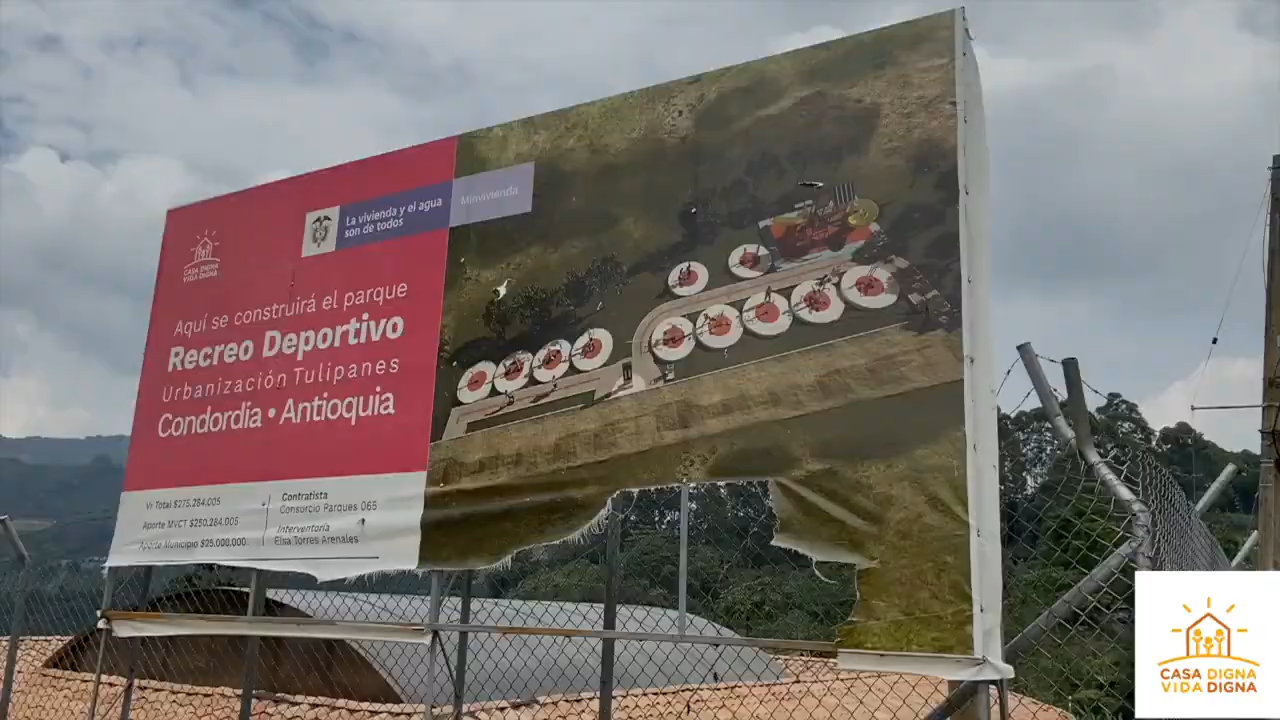 CASA DIGNA
VIDA DIGNA
La vivienda y el agua
son de todos
Minvivienda
Aquí se construirá el parque
Recreo Deportivo
Urbanización Tulipanes
Condordia • Antioquia
Vr Total $275.284.005
Aporte MVCT $250.284.005
Aporte Municipio $25.000.000
Contratista
Consorcio Parques 065
Interventoria
Elsa Torres Arenales
CASA DIGNA
VIDA DIGNA